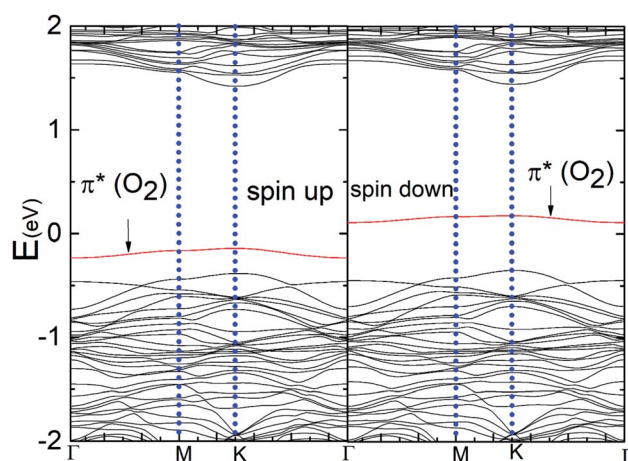 2
1
0
-1
-2
E(eV)
π* (O2)
spin up
spin down
π* (O2)
Γ M K Γ M K Γ